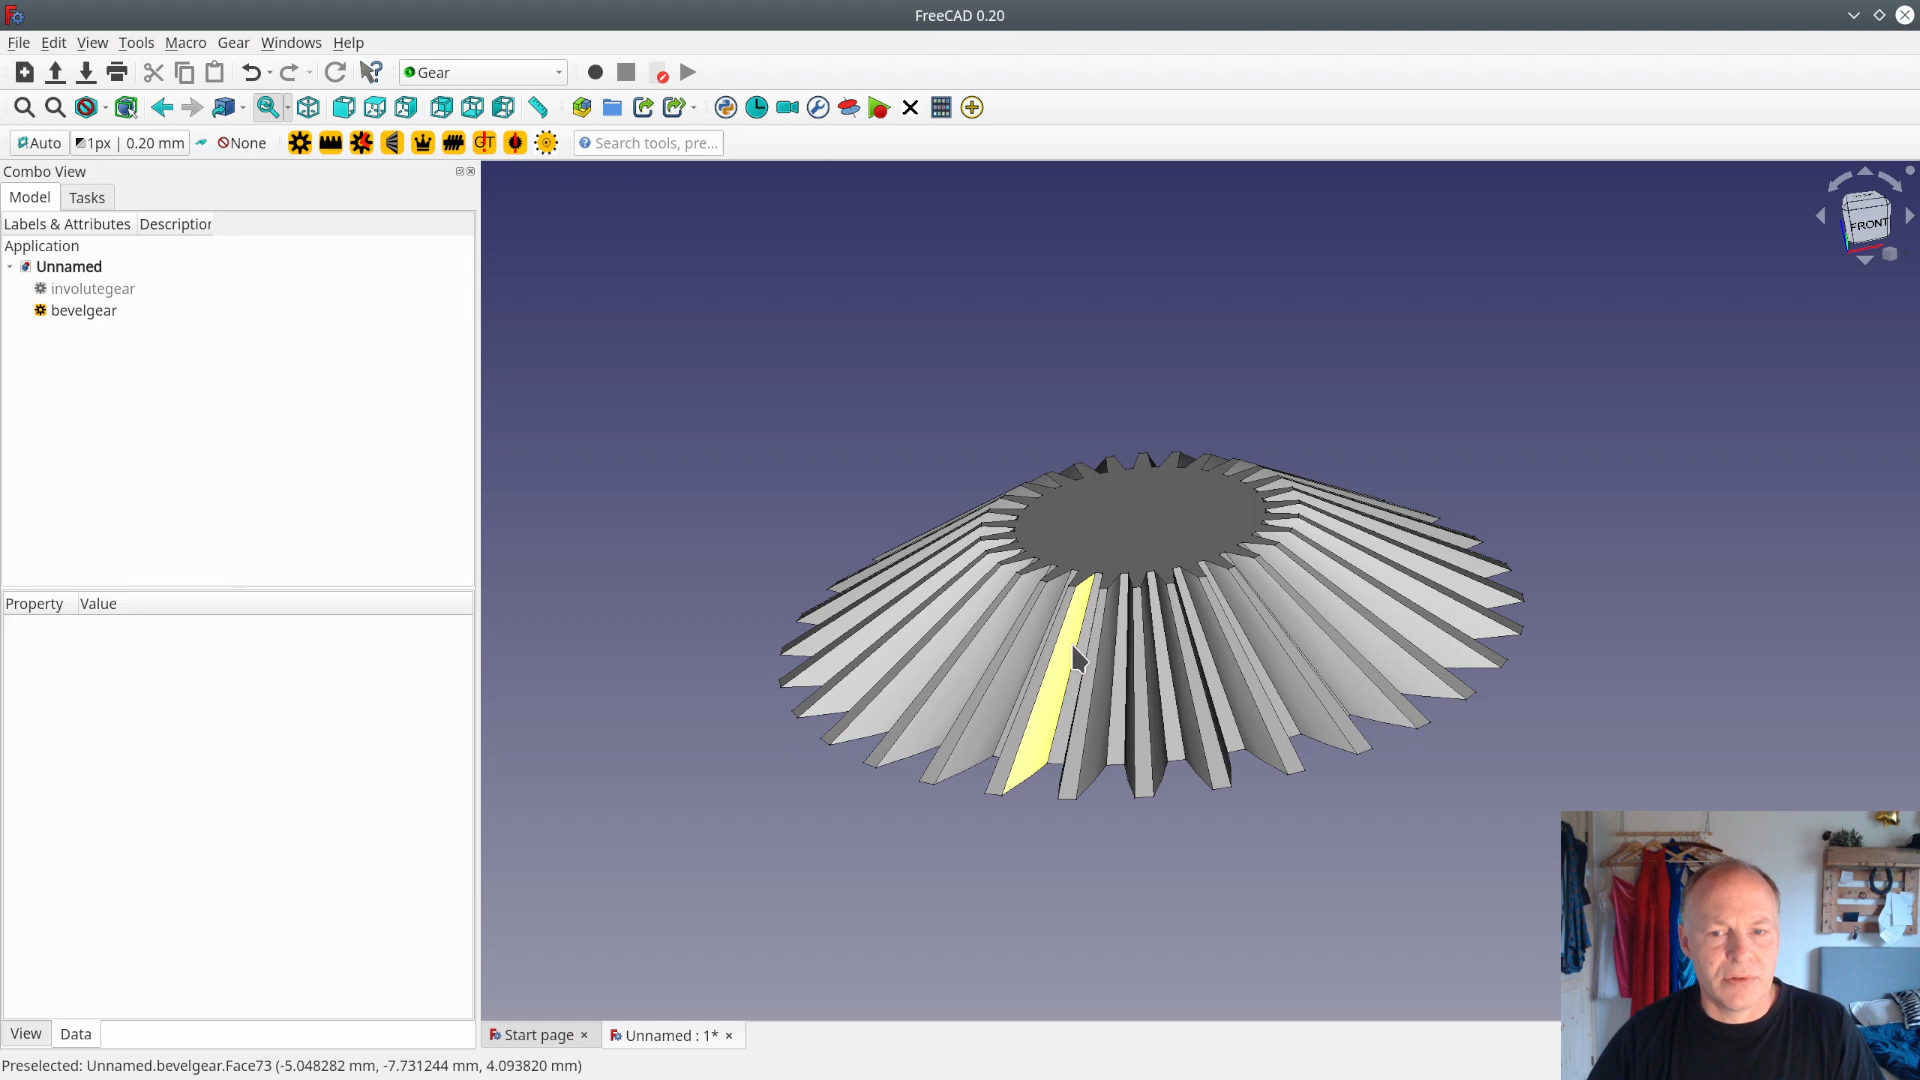 FreeCAD 0.20
File Edit View Tools Macro Gear Windows Help
Gear
Auto 1px | 0.20 mm None Search tools, pre...
Combo View
Model Tasks
Labels & Attributes Description
Application
Unnamed
involutegear
bevelgear
FRONT
Property Value
View Data
Start page Unnamed : 1*
Preselected: Unnamed.bevelgear.Face73 (-5.048282 mm, -7.731244 mm, 4.093820 mm)